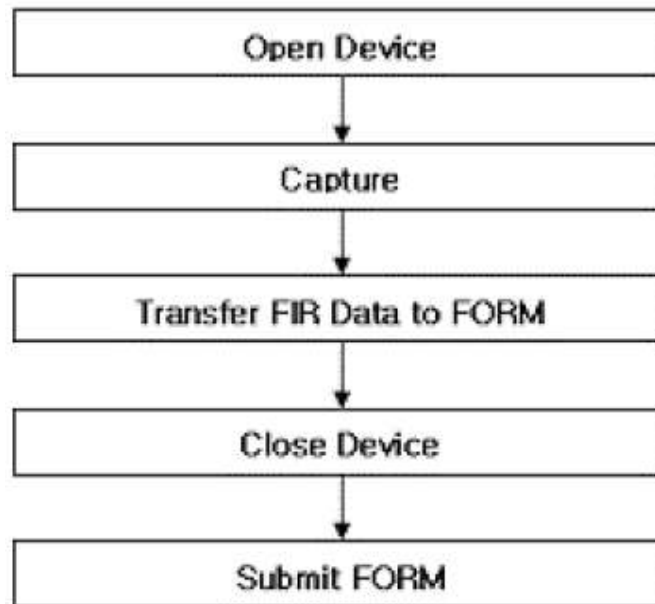 Open Device
Capture
Transfer FIR Data to FORM
Close Device
Submit FORM